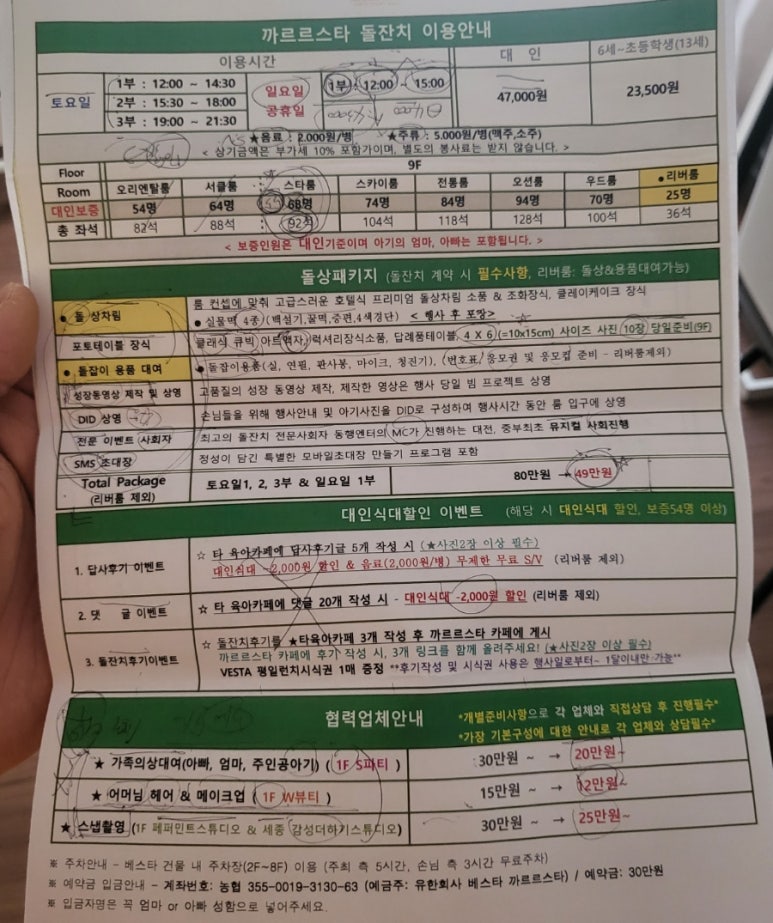 까르르스타 돌잔치 이용안내
이용시간 대 인 6세~초등학생(13세)
토요일 1부 : 12:00 ~ 14:30 일요일 1부 : 12:00 ~ 15:00 47,000원 23,500원
2부 : 15:30 ~ 18:00 공휴일
3부 : 19:00 ~ 21:30
★음료 : 2.000원/병 ★주류 : 5.000원/병(맥주,소주)
< 상기금액은 부가세 10% 포함가이며, 별도의 봉사료는 받지 않습니다. >
Floor 9F
Room 오리엔탈룸 서클룸 스타룸 스카이룸 전통룸 오션룸 우드룸 ●리버룸
대인보증 54명 64명 68명 74명 84명 94명 70명 25명
총 좌석 82석 88석 92석 104석 118석 128석 100석 36석
< 보증인원은 대인기준이며 아기의 엄마, 아빠는 포함됩니다. >
돌상패키지 (돌잔치 계약 시 필수사항, 리버룸: 돌상&용품대여가능)
● 돌 상차림 룸 컨셉에 맞춰 고급스러운 호텔식 프리미엄 돌상차림 소품 & 조화장식, 클레이케이크 장식
● 실물떡 4종) (백설기,꿀떡,중편,4색경단) < 행사 후 포장>
포토테이블 장식 클래식 큐빅 아트액자, 럭셔리장식소품, 답례품테이블, 4 X 6 (=10x15cm) 사이즈 사진 10장 당일준비(9F)
● 돌잡이 용품 대여 ●돌잡이용품(실, 연필, 판사봉, 마이크, 청진기), (번호표/응모권 및 응모컵 준비 - 리버룸제외)
성장동영상 제작 및 상영 고품질의 성장 동영상 제작, 제작한 영상은 행사 당일 빔 프로젝트 상영
DID 상영 손님들을 위해 행사안내 및 아기사진을 DID로 구성하여 행사시간 동안 룸 입구에 상영
전문 이벤트 사회자 최고의 돌잔치 전문사회자 동행엔터의 MC가 진행하는 대전, 중부최초 뮤지컬 사회진행
SMS 초대장 정성이 담긴 특별한 모바일초대장 만들기 프로그램 포함
Total Package 토요일1, 2, 3부 & 일요일 1부 80만원 → 49만원
(리버룸 제외)
대인식대할인 이벤트 (해당 시 대인식대 할인, 보증54명 이상)
1. 답사후기 이벤트 ☆ 타 육아카페에 답사후기글 5개 작성 시 (★사진2장 이상 필수)
대인식대 -2,000원 할인 & 음료(2,000원/병) 무제한 무료 S/V (리버룸 제외)
2. 댓 글 이벤트 ☆ 타 육아카페에 댓글 20개 작성 시 - 대인식대 -2,000원 할인 (리버룸 제외)
3. 돌잔치후기이벤트 ☆ 돌잔치후기를 ★타육아카페 3개 작성 후 까르르스타 카페에 게시
까르르스타 카페에 후기 작성 시, 3개 링크를 함께 올려주세요! (★사진2장 이상 필수)
VESTA 평일런치시식권 1매 증정 **후기작성 및 시식권 사용은 행사일로부터~ 1달이내만 가능**
협력업체안내 *개별준비사항으로 각 업체와 직접상담 후 진행필수*
*가장 기본구성에 대한 안내로 각 업체와 상담필수*
★ 가족의상대여(아빠, 엄마, 주인공아기) ( 1F S파티 ) 30만원 ~ → 20만원~
★ 어머님 헤어 & 메이크업 ( 1F W뷰티 ) 15만원 ~ → 12만원~
★ 스냅촬영 (1F 페퍼민트스튜디오 & 세종 감성더하기스튜디오) 30만원 ~ → 25만원~
※ 주차안내 - 베스타 건물 내 주차장(2F~8F) 이용 (주최 측 5시간, 손님 측 3시간 무료주차)
※ 예약금 입금안내 - 계좌번호: 농협 355-0019-3130-63 (예금주: 유한회사 베스타 까르르스타) / 예약금: 30만원
※ 입금자명은 꼭 엄마 or 아빠 성함으로 넣어주세요.